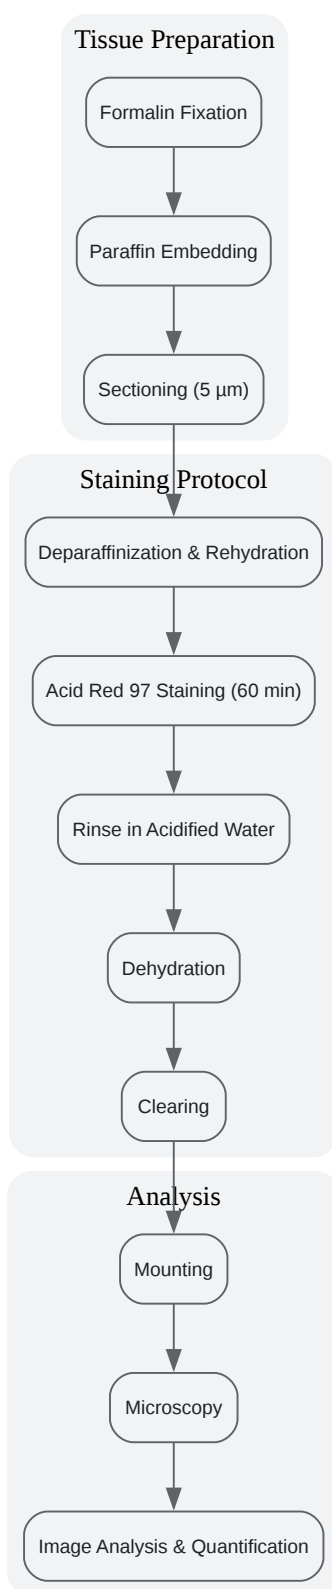 Tissue Preparation
Formalin Fixation
Paraffin Embedding
Sectioning (5 µm)
Staining Protocol
Deparaffinization & Rehydration
Acid Red 97 Staining (60 min)
Rinse in Acidified Water
Dehydration
Clearing
Analysis
Mounting
Microscopy
Image Analysis & Quantification